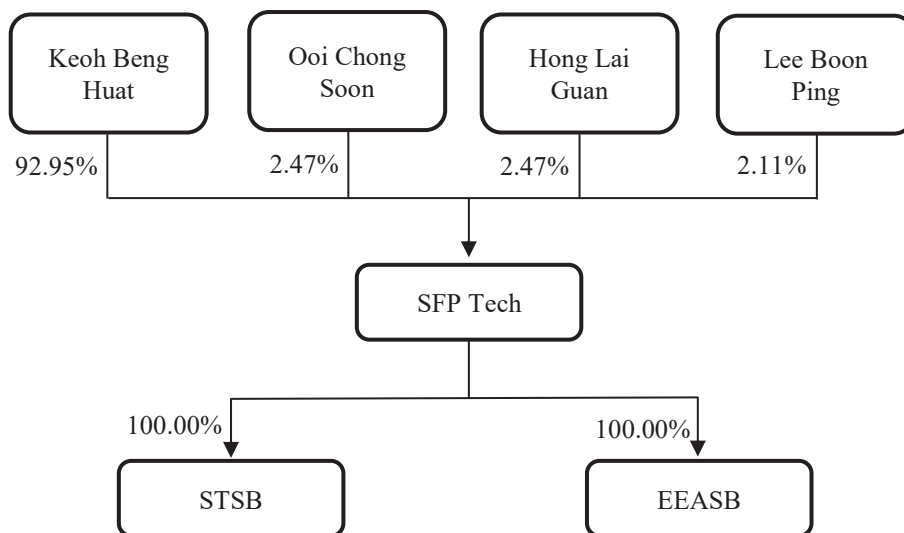 Keoh Beng
Huat
Ooi Chong
Soon
Hong Lai
Guan
Lee Boon
Ping
92.95%
2.47%
2.47%
2.11%
SFP Tech
100.00%
100.00%
STSB
EEASB